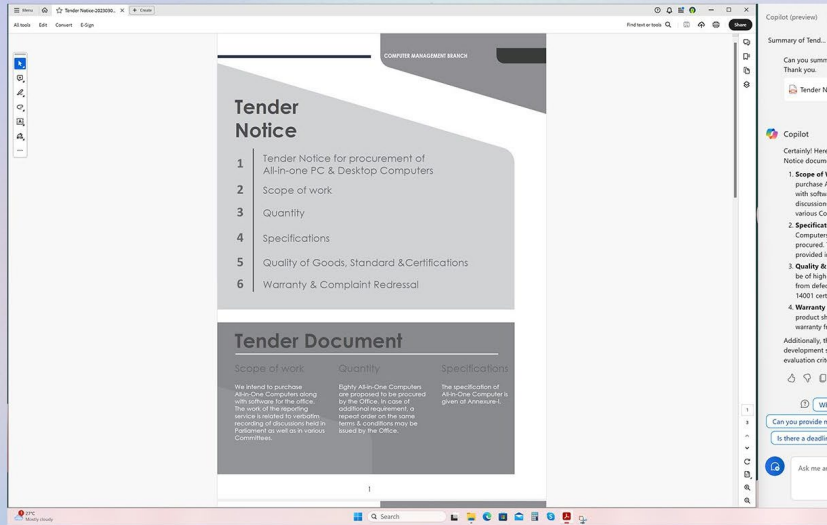 Menu
Tender Notice-2023030...
+ Create
All tools Edit Convert E-Sign
Find text or tools
Share
COMPUTER MANAGEMENT BRANCH
Tender
Notice
1 Tender Notice for procurement of
All-in-one PC & Desktop Computers
2 Scope of work
3 Quantity
4 Specifications
5 Quality of Goods, Standard &Certifications
6 Warranty & Complaint Redressal
Tender Document
Scope of work
We intend to purchase
All-in-One Computers along
with software for the office.
The work of the reporting
service is related to verbatim
recording of discussions held in
Parliament as well as in various
Committees.
Quantity
Eighty All-in-One Computers
are proposed to be procured
by the Office. In case of
additional requirement, a
repeat order on the same
terms & conditions may be
issued by the Office.
Specifications
The specification of
All-in-One Computer is
given at Annexure-I.
1
1
3
Copilot (preview)
Summary of Tend...
Can you summ
Thank you.
Tender N
Copilot
Certainly! Here
Notice docum
1. Scope of W
purchase A
with softwa
discussion
various Co
2. Specificat
Computers
procured.
provided i
3. Quality &
be of high
from defec
14001 cert
4. Warranty
product sh
warranty f
Additionally, th
development s
evaluation crit
Wh
Can you provide m
Is there a deadli
Ask me an
27°C
Mostly cloudy
Search